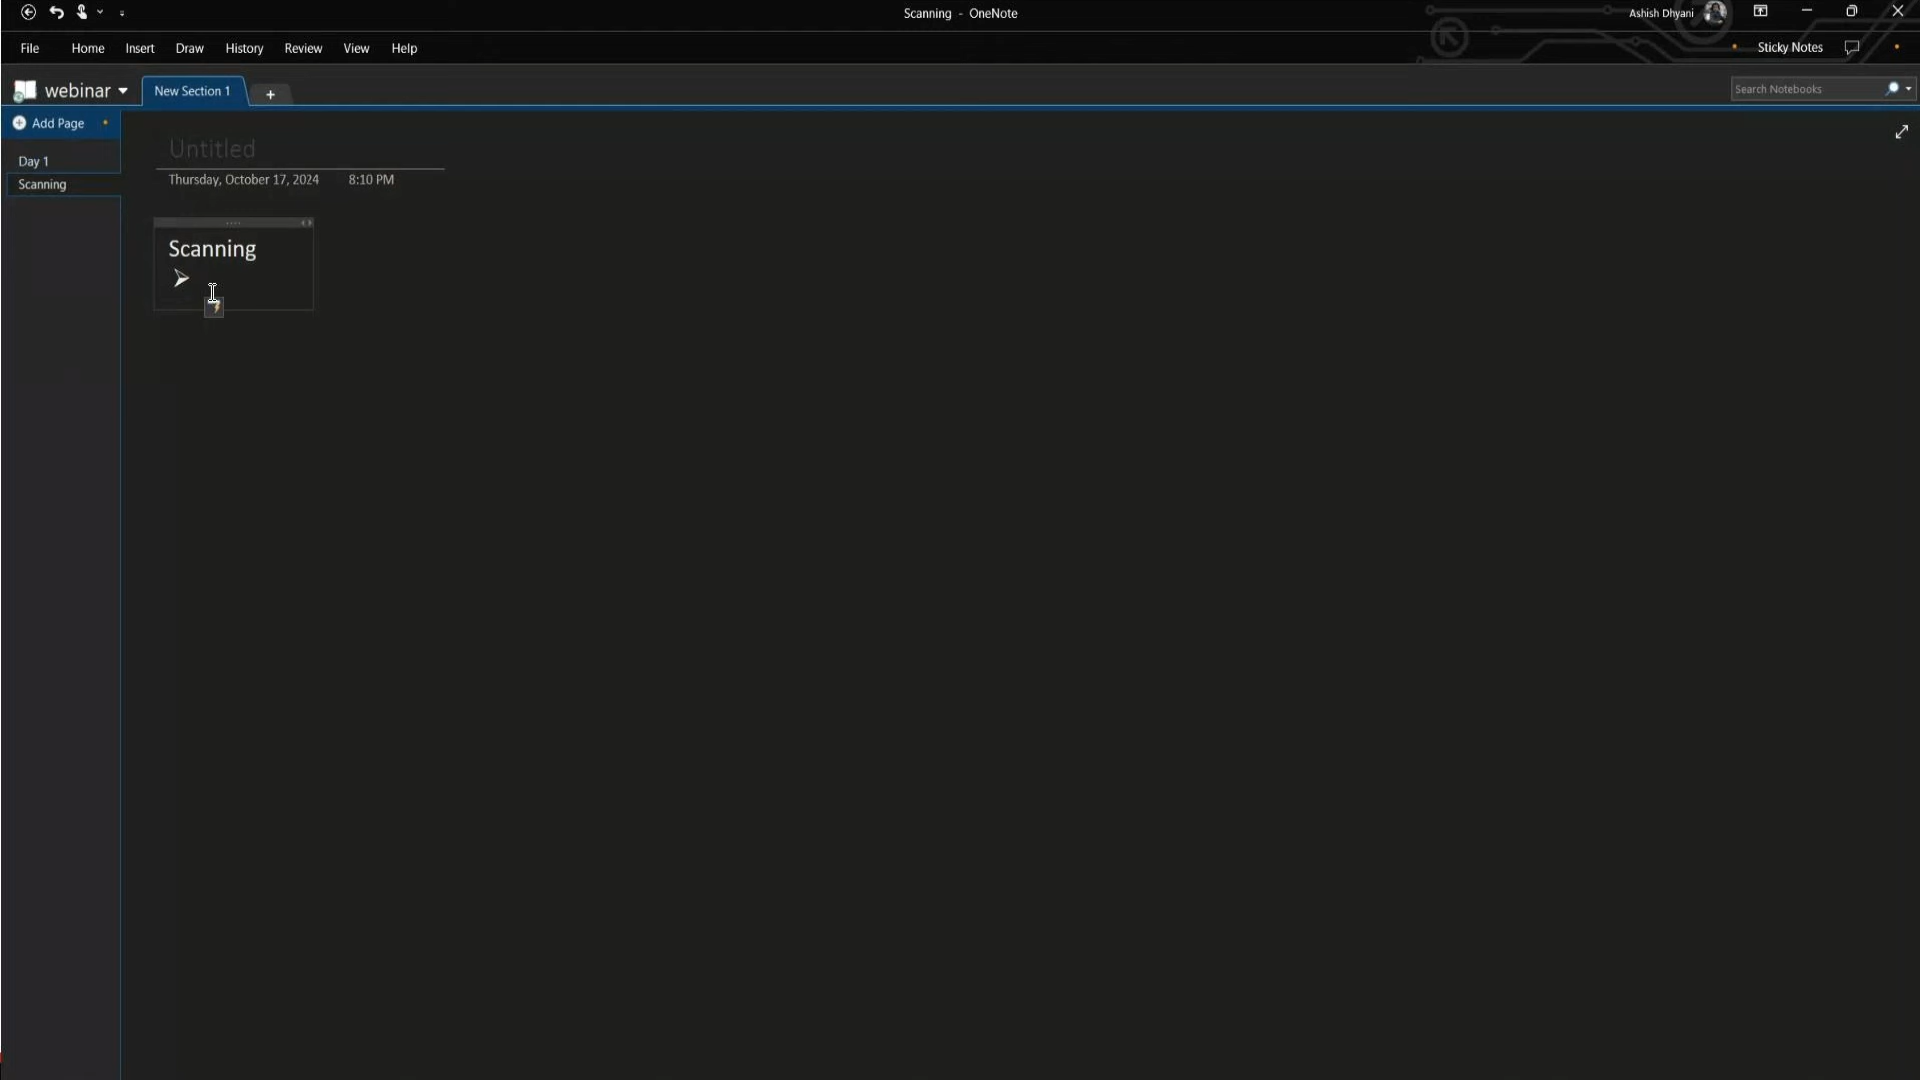 Scanning - OneNote
Ashish Dhyani
File Home Insert Draw History Review View Help
Sticky Notes
webinar
New Section 1
+
Search Notebooks
Add Page
Day 1
Scanning
Untitled
Thursday, October 17, 2024 8:10 PM
Scanning
➢